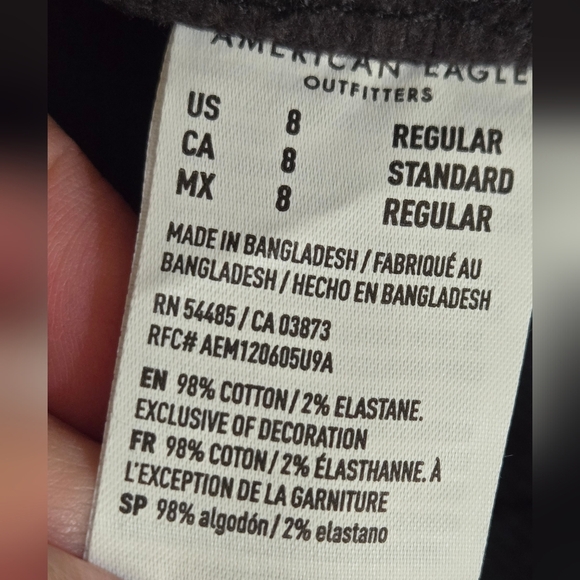 AMERICAN EAGLE
OUTFITTERS
US 8 REGULAR
CA 8 STANDARD
MX 8 REGULAR
MADE IN BANGLADESH / FABRIQUÉ AU
BANGLADESH / HECHO EN BANGLADESH
RN 54485 / CA 03873
RFC# AEM120605U9A
EN 98% COTTON / 2% ELASTANE.
EXCLUSIVE OF DECORATION
FR 98% COTON / 2% ÉLASTHANNE. À
L'EXCEPTION DE LA GARNITURE
SP 98% algodón / 2% elastano